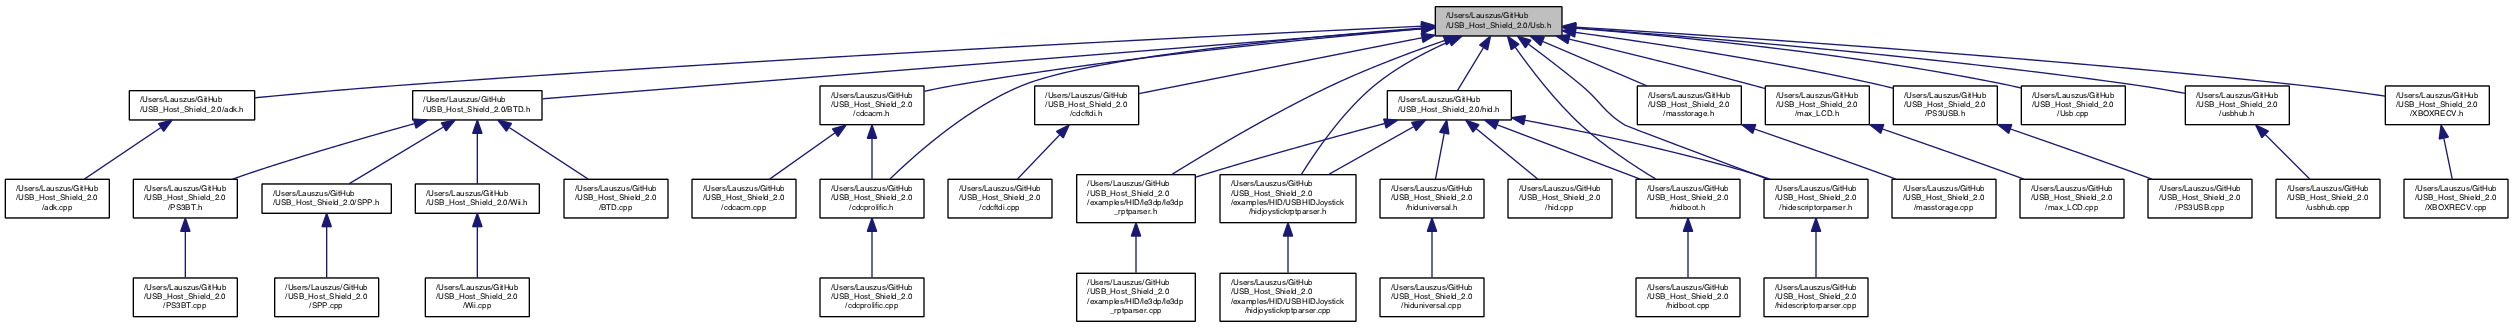 /Users/Lauszus/GitHub
/USB_Host_Shield_2.0/Usb.h
/Users/Lauszus/GitHub
/USB_Host_Shield_2.0/adk.h
/Users/Lauszus/GitHub
/USB_Host_Shield_2.0/BTD.h
/Users/Lauszus/GitHub
/USB_Host_Shield_2.0
/cdcacm.h
/Users/Lauszus/GitHub
/USB_Host_Shield_2.0
/cdcftdi.h
/Users/Lauszus/GitHub
/USB_Host_Shield_2.0/hid.h
/Users/Lauszus/GitHub
/USB_Host_Shield_2.0
/masstorage.h
/Users/Lauszus/GitHub
/USB_Host_Shield_2.0
/max_LCD.h
/Users/Lauszus/GitHub
/USB_Host_Shield_2.0
/PS3USB.h
/Users/Lauszus/GitHub
/USB_Host_Shield_2.0
/Usb.cpp
/Users/Lauszus/GitHub
/USB_Host_Shield_2.0
/usbhub.h
/Users/Lauszus/GitHub
/USB_Host_Shield_2.0
/XBOXRECV.h
/Users/Lauszus/GitHub
/USB_Host_Shield_2.0
/adk.cpp
/Users/Lauszus/GitHub
/USB_Host_Shield_2.0
/PS3BT.h
/Users/Lauszus/GitHub
/USB_Host_Shield_2.0/SPP.h
/Users/Lauszus/GitHub
/USB_Host_Shield_2.0/Wii.h
/Users/Lauszus/GitHub
/USB_Host_Shield_2.0
/BTD.cpp
/Users/Lauszus/GitHub
/USB_Host_Shield_2.0
/cdcacm.cpp
/Users/Lauszus/GitHub
/USB_Host_Shield_2.0
/cdcprolific.h
/Users/Lauszus/GitHub
/USB_Host_Shield_2.0
/cdcftdi.cpp
/Users/Lauszus/GitHub
/USB_Host_Shield_2.0
/examples/HID/le3dp/le3dp
_rptparser.h
/Users/Lauszus/GitHub
/USB_Host_Shield_2.0
/examples/HID/USBHIDJoystick
/hidjoystickrptparser.h
/Users/Lauszus/GitHub
/USB_Host_Shield_2.0
/hiduniversal.h
/Users/Lauszus/GitHub
/USB_Host_Shield_2.0
/hid.cpp
/Users/Lauszus/GitHub
/USB_Host_Shield_2.0
/hidboot.h
/Users/Lauszus/GitHub
/USB_Host_Shield_2.0
/hidescriptorparser.h
/Users/Lauszus/GitHub
/USB_Host_Shield_2.0
/masstorage.cpp
/Users/Lauszus/GitHub
/USB_Host_Shield_2.0
/max_LCD.cpp
/Users/Lauszus/GitHub
/USB_Host_Shield_2.0
/PS3USB.cpp
/Users/Lauszus/GitHub
/USB_Host_Shield_2.0
/usbhub.cpp
/Users/Lauszus/GitHub
/USB_Host_Shield_2.0
/XBOXRECV.cpp
/Users/Lauszus/GitHub
/USB_Host_Shield_2.0
/PS3BT.cpp
/Users/Lauszus/GitHub
/USB_Host_Shield_2.0
/SPP.cpp
/Users/Lauszus/GitHub
/USB_Host_Shield_2.0
/Wii.cpp
/Users/Lauszus/GitHub
/USB_Host_Shield_2.0
/cdcprolific.cpp
/Users/Lauszus/GitHub
/USB_Host_Shield_2.0
/examples/HID/le3dp/le3dp
_rptparser.cpp
/Users/Lauszus/GitHub
/USB_Host_Shield_2.0
/examples/HID/USBHIDJoystick
/hidjoystickrptparser.cpp
/Users/Lauszus/GitHub
/USB_Host_Shield_2.0
/hiduniversal.cpp
/Users/Lauszus/GitHub
/USB_Host_Shield_2.0
/hidboot.cpp
/Users/Lauszus/GitHub
/USB_Host_Shield_2.0
/hidescriptorparser.cpp